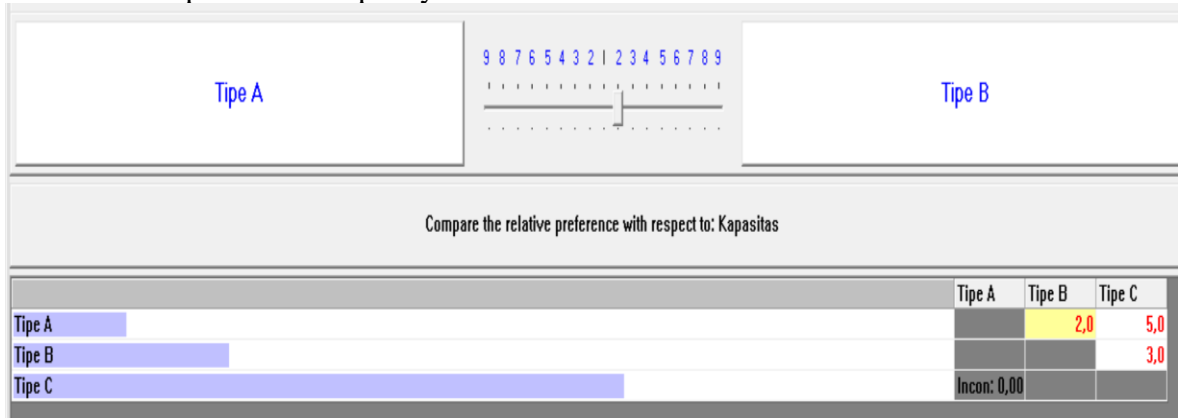 9 8 7 6 5 4 3 2 1 2 3 4 5 6 7 8 9
Tipe A
Tipe B
Compare the relative preference with respect to: Kapasitas
Tipe A Tipe B Tipe C
Tipe A 2,0 5,0
Tipe B 3,0
Tipe C Incon: 0,00